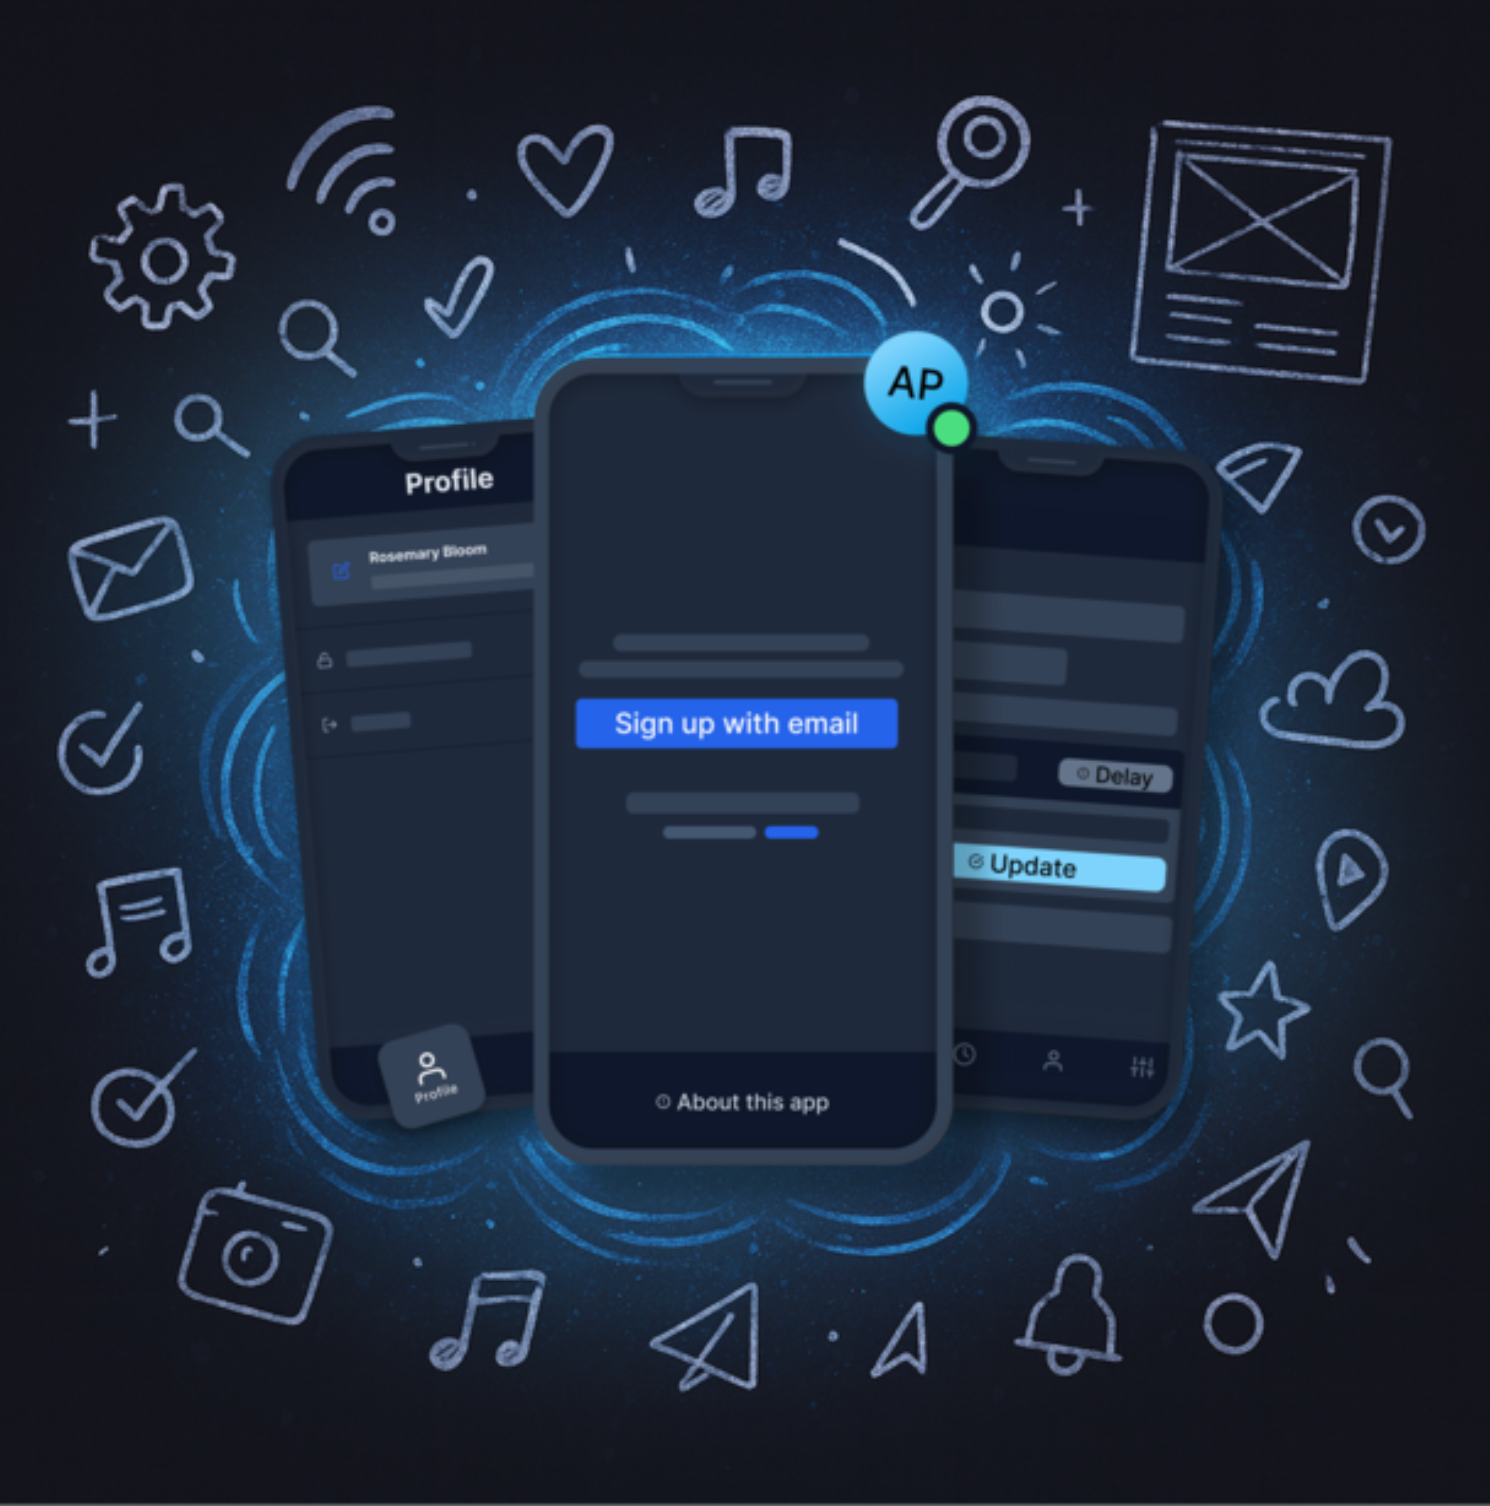 AP
Profile
Rosemary Bloom
Sign up with email
Delay
Update
Profile
About this app